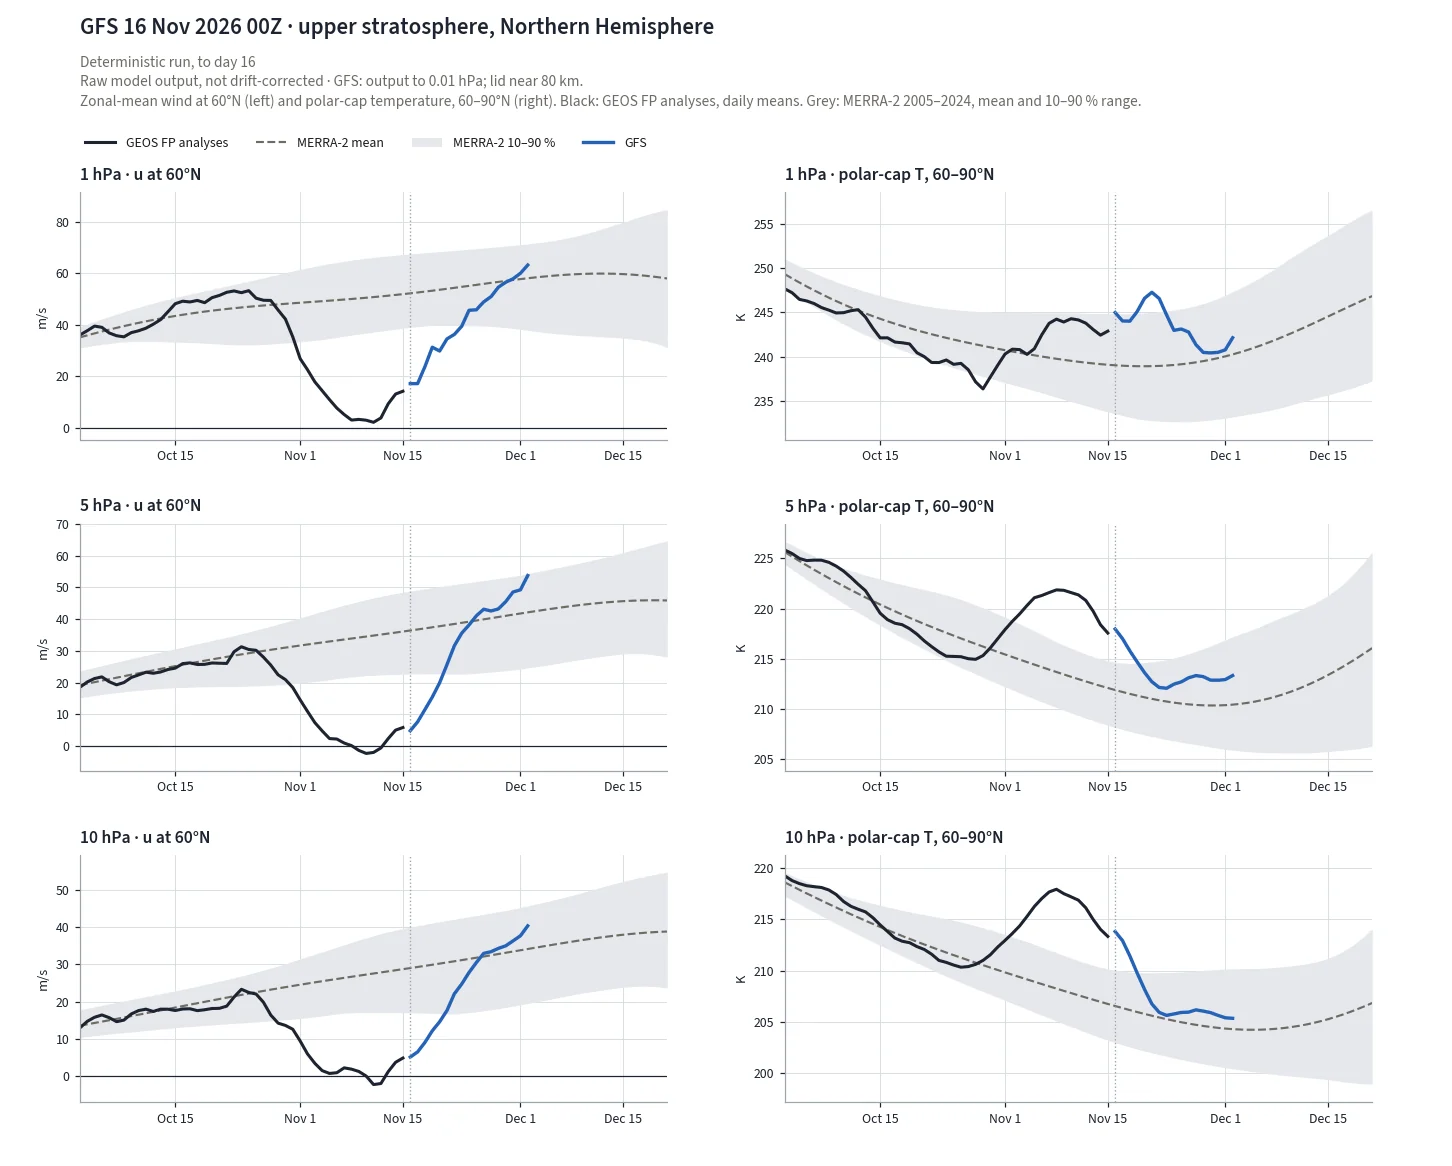 GFS 16 Nov 2026 00Z · upper stratosphere, Northern Hemisphere
Deterministic run, to day 16
Raw model output, not drift-corrected · GFS: output to 0.01 hPa; lid near 80 km.
Zonal-mean wind at 60°N (left) and polar-cap temperature, 60–90°N (right). Black: GEOS FP analyses, daily means. Grey: MERRA-2 2005–2024, mean and 10–90 % range.
GEOS FP analyses MERRA-2 mean MERRA-2 10–90 % GFS
1 hPa · u at 60°N
80
60
40
20
0
m/s
Oct 15 Nov 1 Nov 15 Dec 1 Dec 15
1 hPa · polar-cap T, 60–90°N
255
250
245
240
235
K
Oct 15 Nov 1 Nov 15 Dec 1 Dec 15
5 hPa · u at 60°N
70
60
50
40
30
20
10
0
m/s
Oct 15 Nov 1 Nov 15 Dec 1 Dec 15
5 hPa · polar-cap T, 60–90°N
225
220
215
210
205
K
Oct 15 Nov 1 Nov 15 Dec 1 Dec 15
10 hPa · u at 60°N
50
40
30
20
10
0
m/s
Oct 15 Nov 1 Nov 15 Dec 1 Dec 15
10 hPa · polar-cap T, 60–90°N
220
215
210
205
200
K
Oct 15 Nov 1 Nov 15 Dec 1 Dec 15